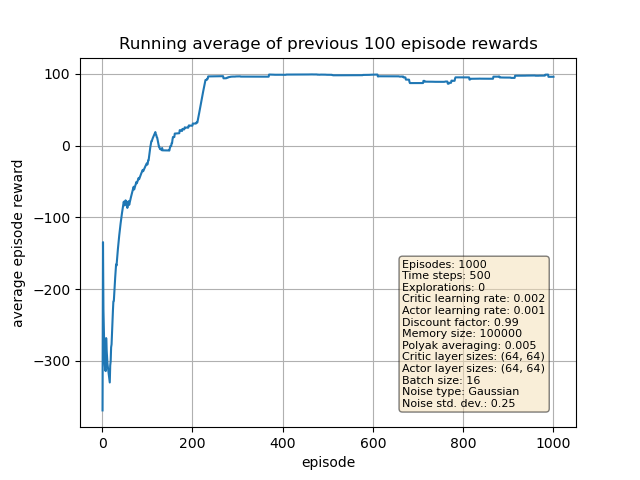 Running average of previous 100 episode rewards
100
0
−100
−200
−300
average episode reward
Episodes: 1000
Time steps: 500
Explorations: 0
Critic learning rate: 0.002
Actor learning rate: 0.001
Discount factor: 0.99
Memory size: 100000
Polyak averaging: 0.005
Critic layer sizes: (64, 64)
Actor layer sizes: (64, 64)
Batch size: 16
Noise type: Gaussian
Noise std. dev.: 0.25
0 200 400 600 800 1000
episode